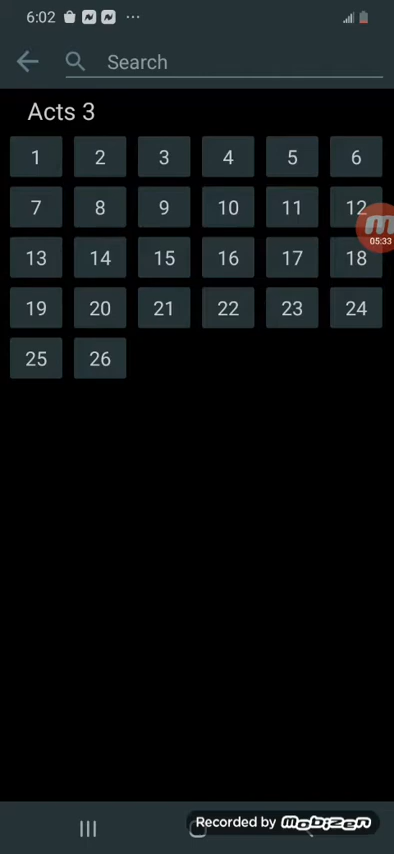 6:02
Search
Acts 3
1 2 3 4 5 6
7 8 9 10 11 12
05:33
13 14 15 16 17 18
19 20 21 22 23 24
25 26
Recorded by mobizen